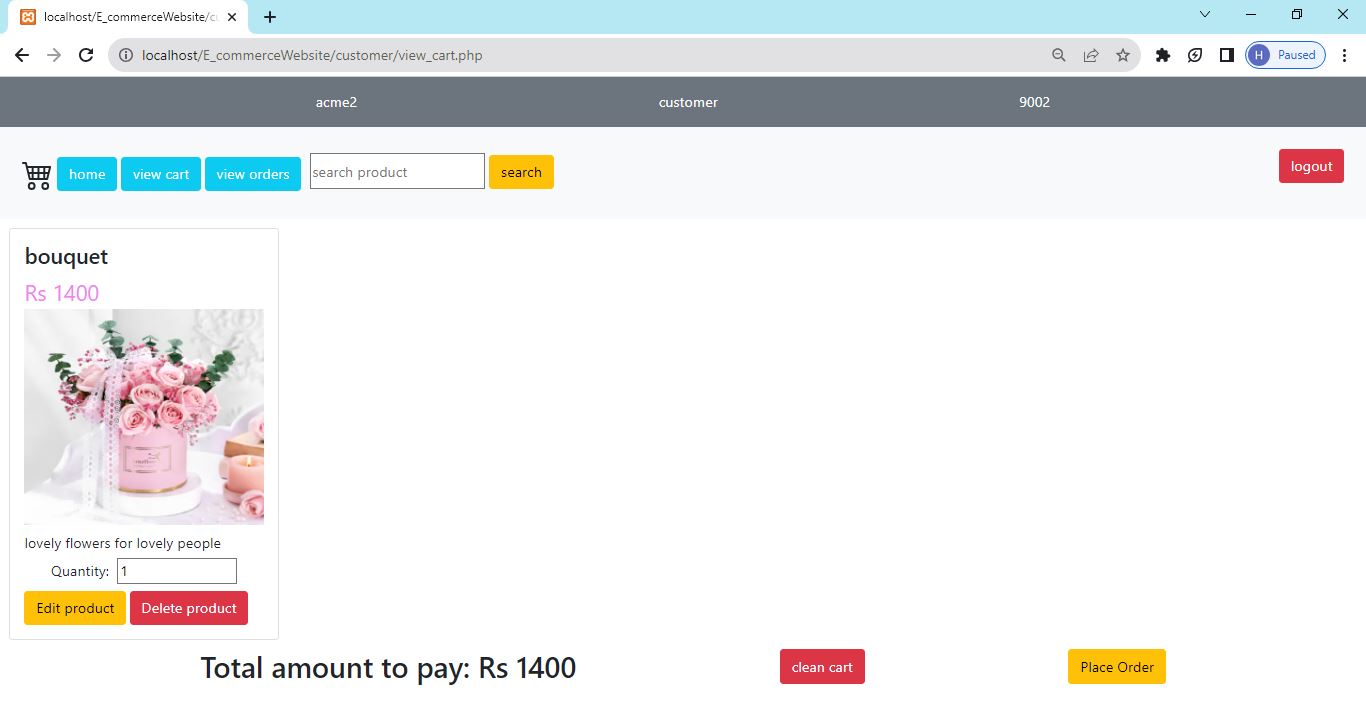 localhost/E_commerceWebsite/cu
localhost/E_commerceWebsite/customer/view_cart.php
H Paused
acme2 customer 9002
home view cart view orders search product search logout
bouquet
Rs 1400
lovely flowers for lovely people
Quantity: 1
Edit product Delete product
Total amount to pay: Rs 1400 clean cart Place Order